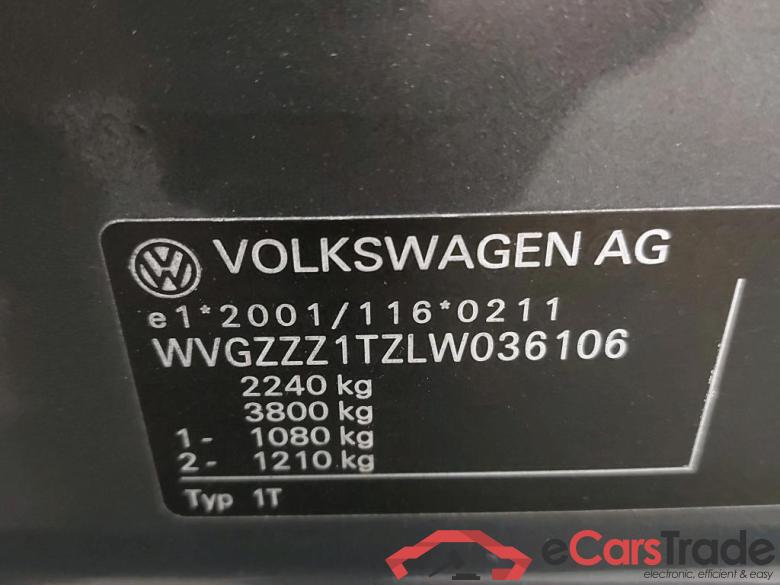 VOLKSWAGEN AG
e1*2001/116*0211
WVGZZZ1TZLW036106
2240 kg
3800 kg
1- 1080 kg
2- 1210 kg
Typ 1T
eCarsTrade
electronic, efficient & easy